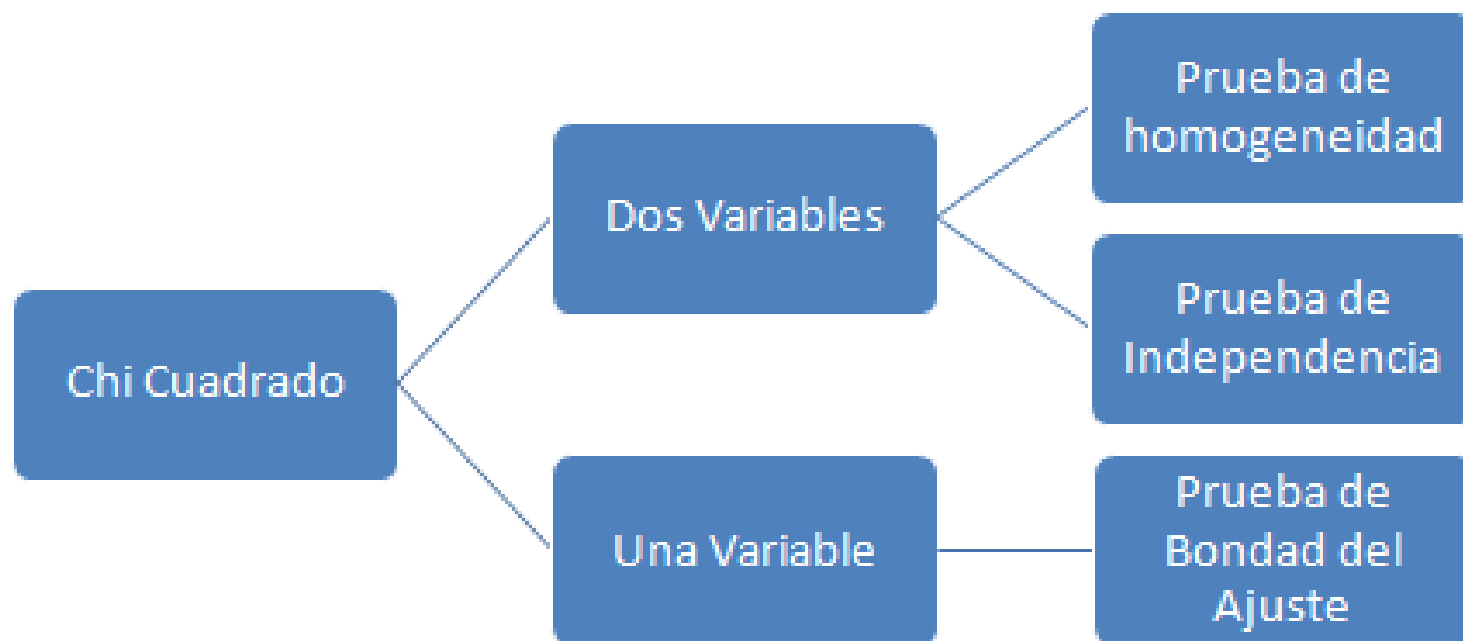 Chi Cuadrado
Dos Variables
Prueba de
homogeneidad
Prueba de
Independencia
Una Variable
Prueba de
Bondad del
Ajuste